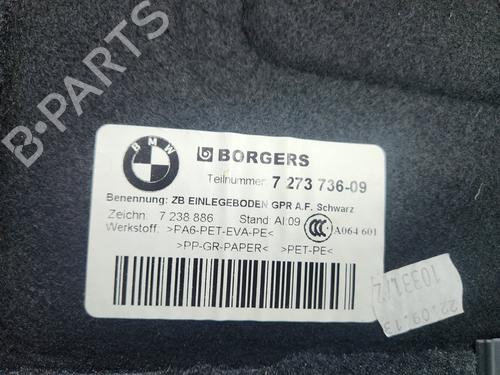 B-PARTS
BMW
BORGERS
Teilnummer: 7 273 736-09
Benennung: ZB EINLEGEBODEN GPR A.F. Schwarz
Zeichn. 7 238 886 Stand: AI 09 CCC A064 601
Werkstoff. >PA6-PET-EVA-PE<
>PP-GR-PAPER< >PET-PE<
22.09.13